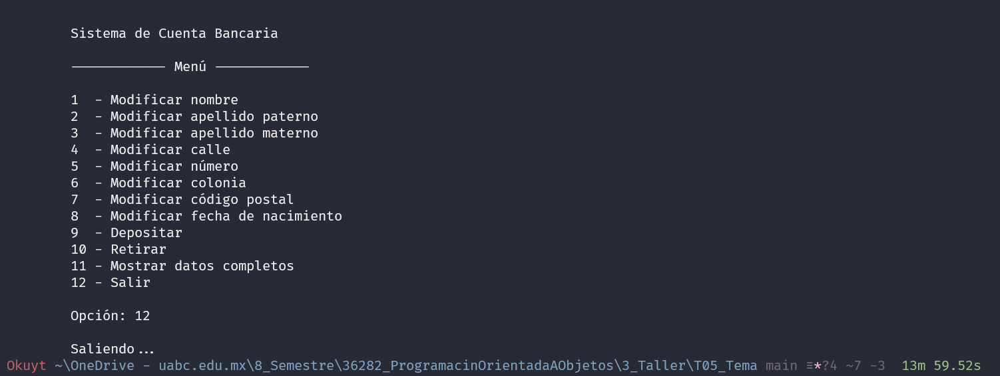 Sistema de Cuenta Bancaria
———————————— Menú ————————————
1  - Modificar nombre
2  - Modificar apellido paterno
3  - Modificar apellido materno
4  - Modificar calle
5  - Modificar número
6  - Modificar colonia
7  - Modificar código postal
8  - Modificar fecha de nacimiento
9  - Depositar
10 - Retirar
11 - Mostrar datos completos
12 - Salir
Opción: 12
Saliendo...
Okuyt ~\OneDrive - uabc.edu.mx\8_Semestre\36282_ProgramacinOrientadaAObjetos\3_Taller\T05_Tema main ≡*?4 ~7 -3 13m 59.52s